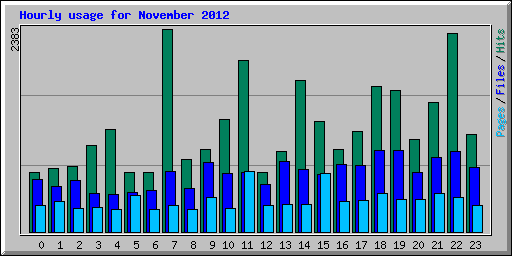 Hourly usage for November 2012
2383
Pages / Files / Hits
0 1 2 3 4 5 6 7 8 9 10 11 12 13 14 15 16 17 18 19 20 21 22 23